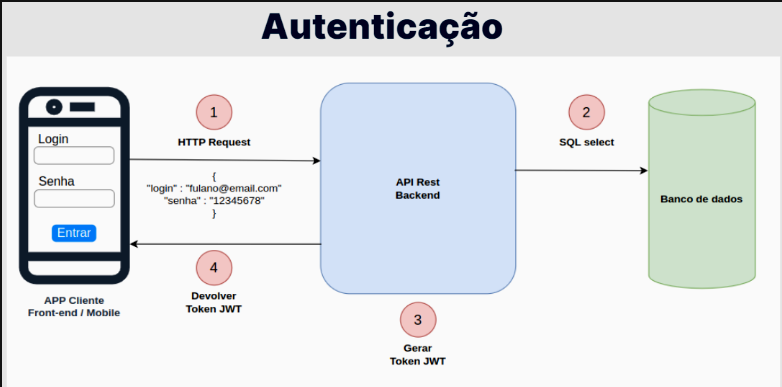 Autenticação
Login
Senha
Entrar
APP Cliente
Front-end / Mobile
1
HTTP Request
{
"login" : "fulano@email.com"
"senha" : "12345678"
}
4
Devolver
Token JWT
API Rest
Backend
3
Gerar
Token JWT
2
SQL select
Banco de dados